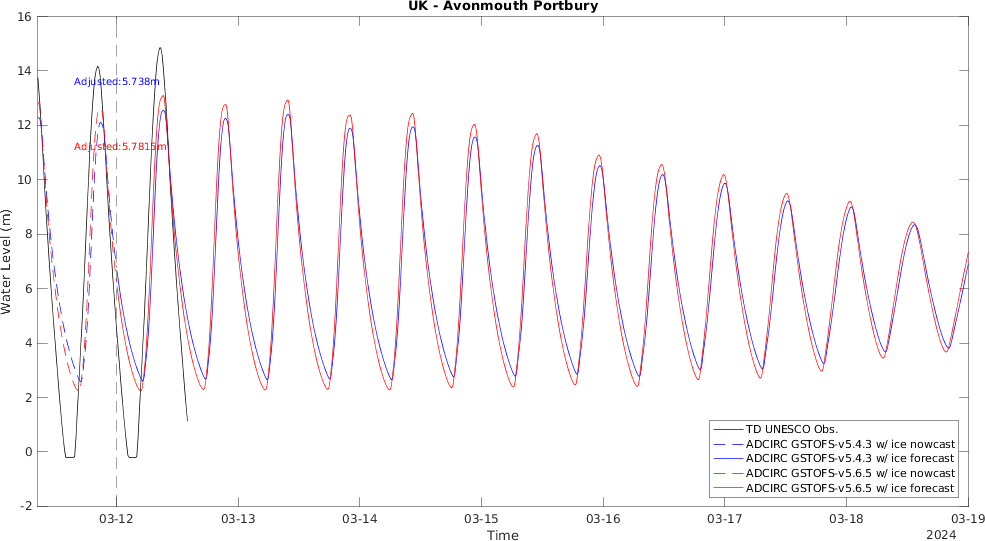 UK - Avonmouth Portbury
16
14
12
10
8
6
4
2
0
-2
Water Level (m)
Adjusted:5.738m
Adjusted:5.7815m
TD UNESCO Obs.
ADCIRC GSTOFS-v5.4.3 w/ ice nowcast
ADCIRC GSTOFS-v5.4.3 w/ ice forecast
ADCIRC GSTOFS-v5.6.5 w/ ice nowcast
ADCIRC GSTOFS-v5.6.5 w/ ice forecast
03-12 03-13 03-14 03-15 03-16 03-17 03-18 03-19
Time
2024